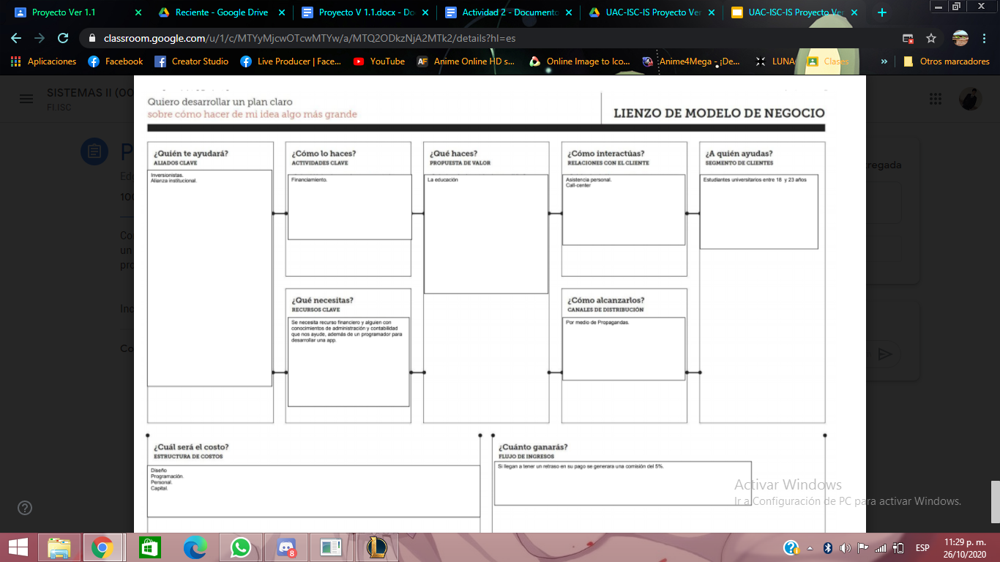 Proyecto Ver 1.1
Reciente - Google Drive
Proyecto V 1.1.docx - Do
Actividad 2 - Documento
UAC-ISC-IS Proyecto Ver
UAC-ISC-IS Proyecto Ver
classroom.google.com/u/1/c/MTYyMjcwOTcwMTYw/a/MTQ2ODkzNjA2MTk2/details?hl=es
Aplicaciones
Facebook
Creator Studio
Live Producer | Face...
YouTube
Anime Online HD s...
Online Image to Ico...
Anime4Mega - ¡De...
LUNA
Clases
»
Otros marcadores
SISTEMAS II (00
FI.ISC
Quiero desarrollar un plan claro
sobre cómo hacer de mi idea algo más grande
LIENZO DE MODELO DE NEGOCIO
¿Quién te ayudará?
ALIADOS CLAVE
Inversionistas.
Alianza institucional.
¿Cómo lo haces?
ACTIVIDADES CLAVE
Financiamiento.
¿Qué haces?
PROPUESTA DE VALOR
La educación
¿Cómo interactúas?
RELACIONES CON EL CLIENTE
Asistencia personal.
Call-center
¿A quién ayudas?
SEGMENTO DE CLIENTES
Estudiantes universitarios entre 18 y 23 años
¿Qué necesitas?
RECURSOS CLAVE
Se necesita recurso financiero y alguien con
conocimientos de administración y contabilidad
que nos ayude, además de un programador para
desarrollar una app.
¿Cómo alcanzarlos?
CANALES DE DISTRIBUCIÓN
Por medio de Propagandas.
¿Cuál será el costo?
ESTRUCTURA DE COSTOS
Diseño
Programación.
Personal.
Capital.
¿Cuánto ganarás?
FLUJO DE INGRESOS
Si llegan a tener un retraso en su pago se generara una comisión del 5%.
P
Ed
100
Co
un
pro
Inc
Co
tregada
Activar Windows
Ir a Configuración de PC para activar Windows.
8
ESP
11:29 p. m.
26/10/2020